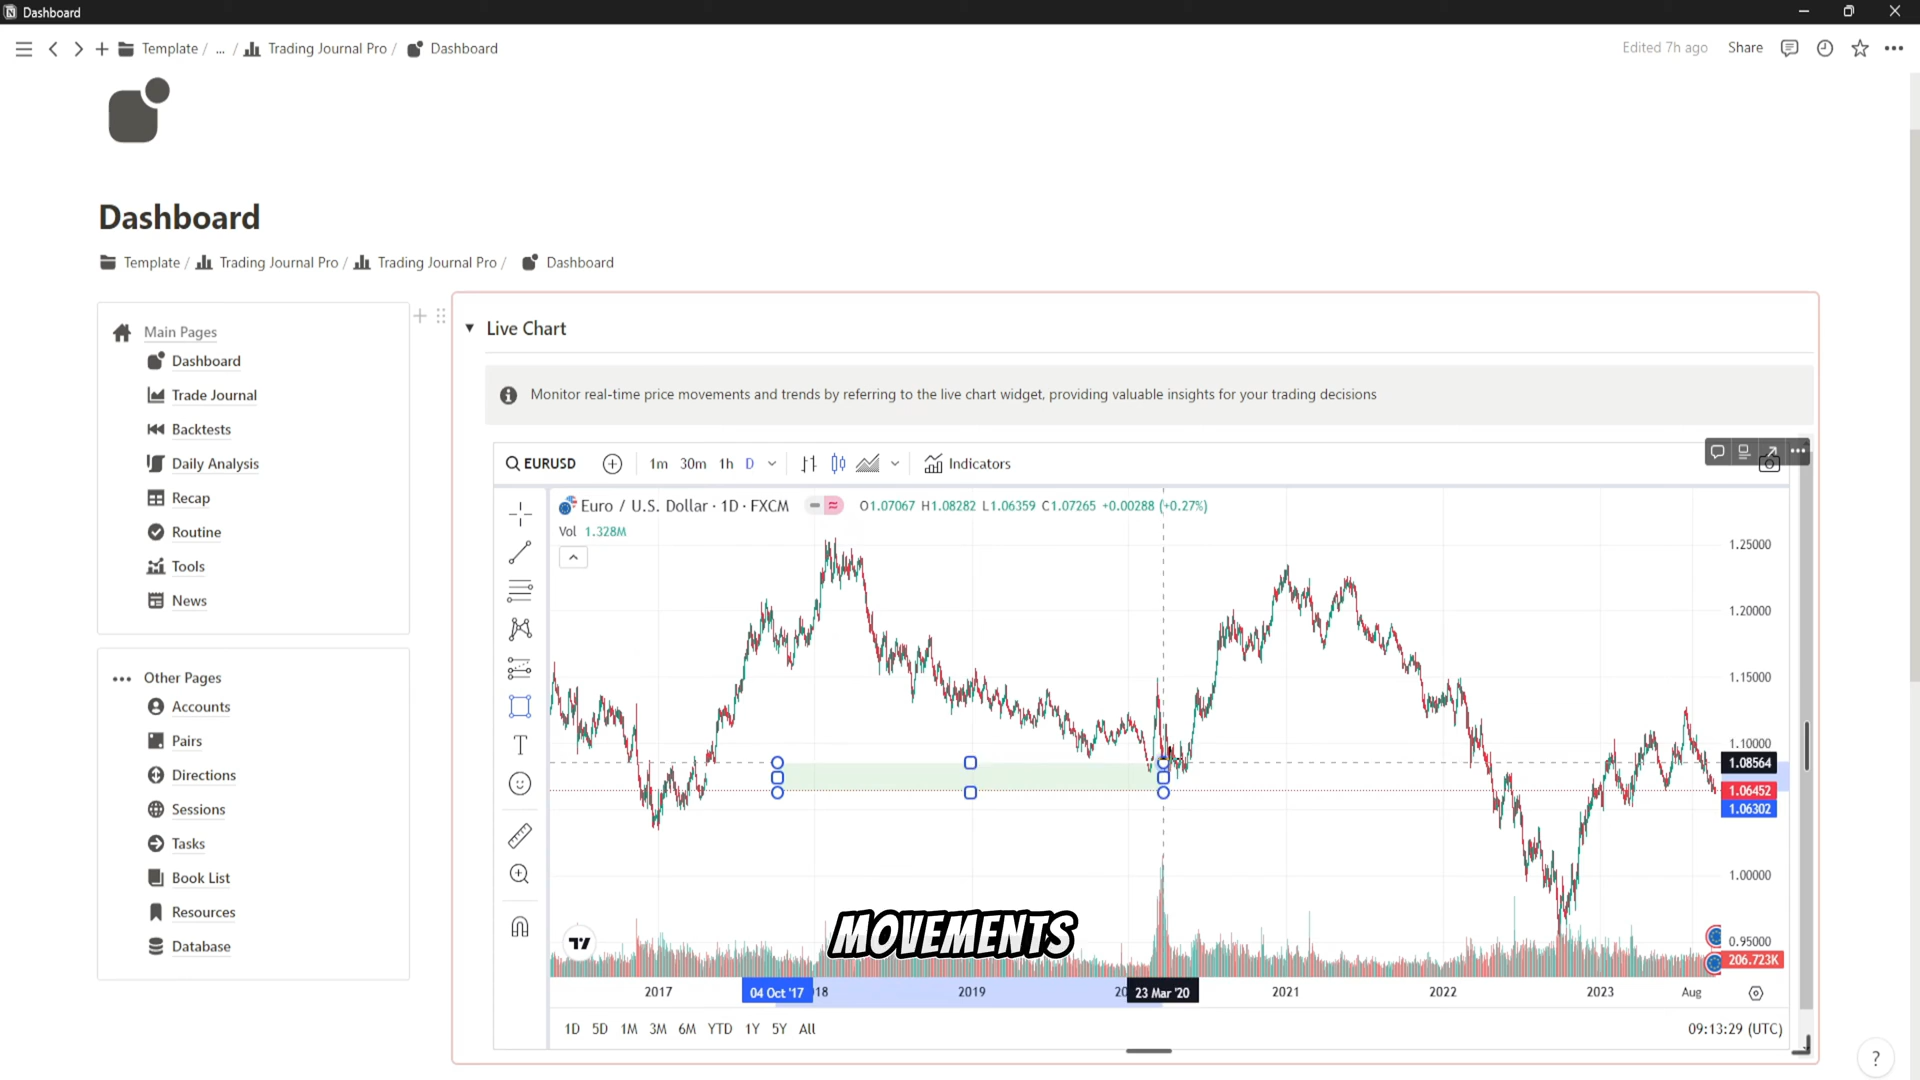 Dashboard
Template / ... / Trading Journal Pro / Dashboard
Edited 7h ago Share
Dashboard
Template / Trading Journal Pro / Trading Journal Pro / Dashboard
Main Pages
Dashboard
Trade Journal
Backtests
Daily Analysis
Recap
Routine
Tools
News
Other Pages
Accounts
Pairs
Directions
Sessions
Tasks
Book List
Resources
Database
Live Chart
Monitor real-time price movements and trends by referring to the live chart widget, providing valuable insights for your trading decisions
EURUSD 1m 30m 1h D Indicators
Euro / U.S. Dollar · 1D · FXCM O1.07067 H1.08282 L1.06359 C1.07265 +0.00288 (+0.27%)
Vol 1.328M
1.25000
1.20000
1.15000
1.10000
1.08564
1.06452
1.06302
1.00000
0.95000
206.723K
MOVEMENTS
2017 04 Oct '17 18 2019 20 23 Mar '20 2021 2022 2023 Aug
1D 5D 1M 3M 6M YTD 1Y 5Y All 09:13:29 (UTC)
?